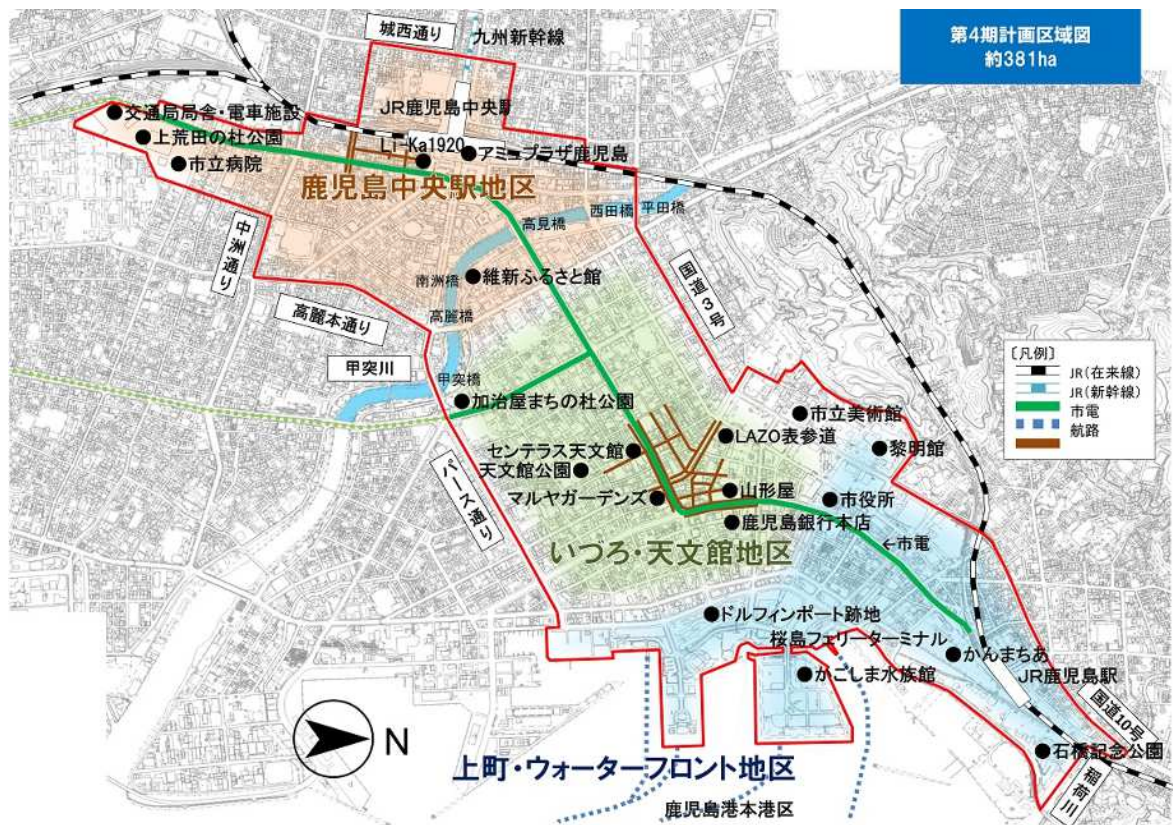 第4期計画区域図
約381ha
城西通り
九州新幹線
JR鹿児島中央駅
交通局局舎・電車施設
上荒田の杜公園
市立病院
Li-Ka1920
アミュプラザ鹿児島
鹿児島中央駅地区
西田橋
平田橋
高見橋
中洲通り
南洲橋
維新ふるさと館
国道3号
高麗本通り
高麗橋
甲突川
甲突橋
加治屋まちの杜公園
〔凡例〕
JR(在来線)
JR(新幹線)
市電
航路
市立美術館
LAZO表参道
黎明館
センテラス天文館
天文館公園
パース通り
マルヤガーデンズ
山形屋
市役所
鹿児島銀行本店
←市電
いづろ・天文館地区
ドルフィンポート跡地
桜島フェリーターミナル
かんまちあ
かごしま水族館
JR鹿児島駅
国道10号
N
石橋記念公園
上町・ウォーターフロント地区
稲荷川
鹿児島港本港区